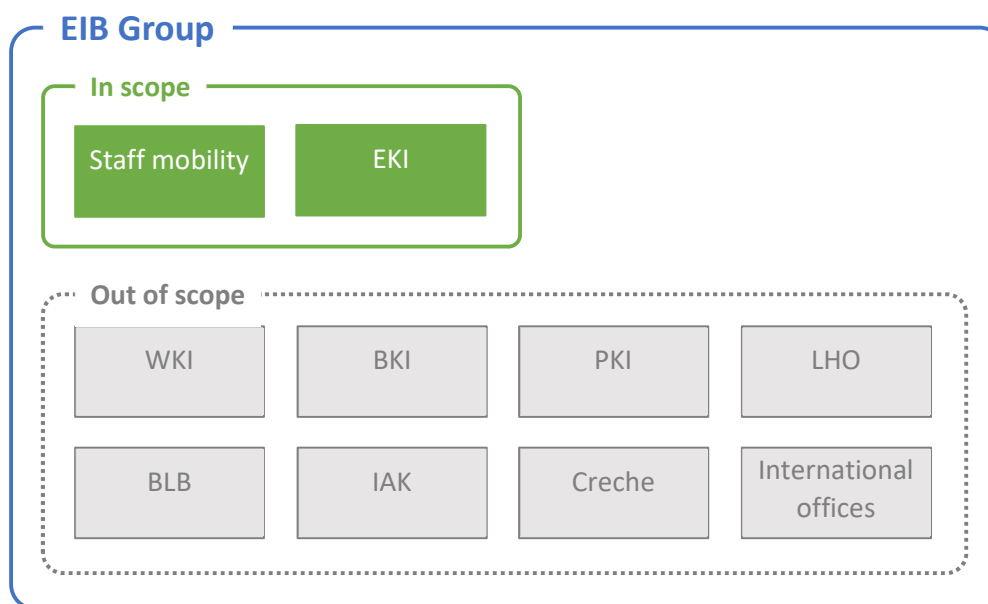 EIB Group
In scope
Staff mobility
EKI
Out of scope
WKI
BKI
PKI
LHO
BLB
IAK
Creche
International
offices